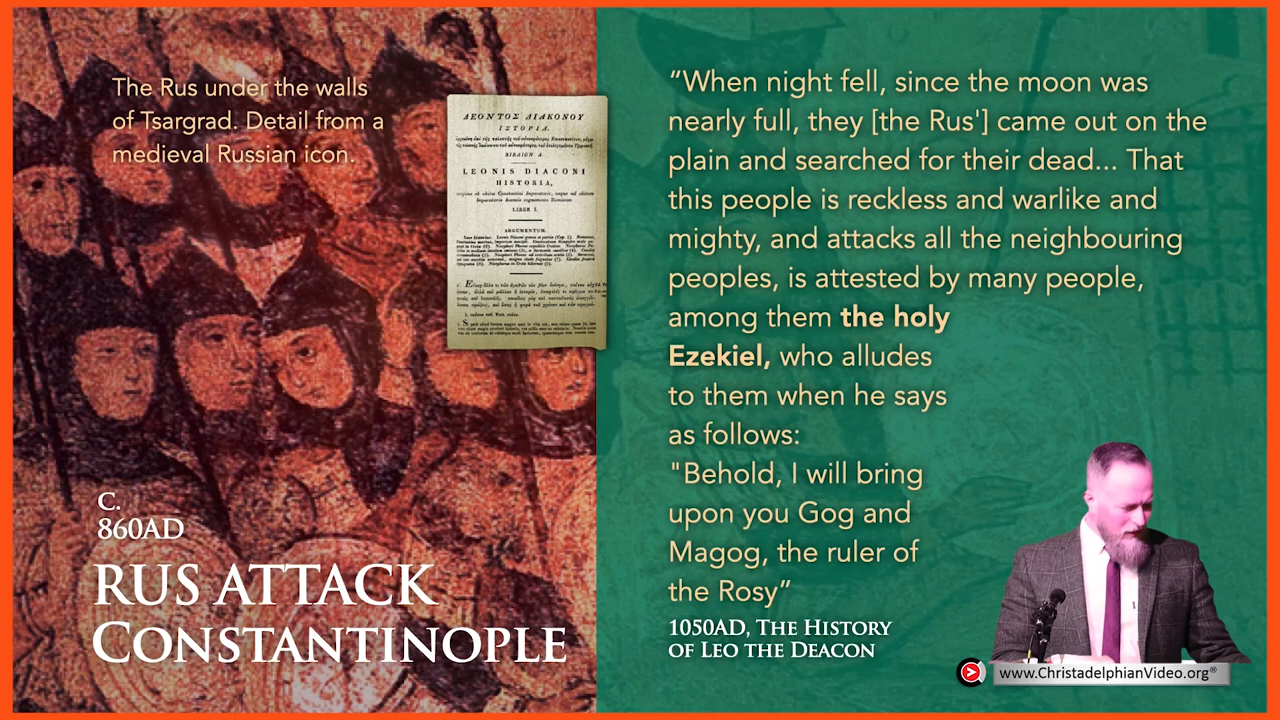 The Rus under the walls
of Tsargrad. Detail from a
medieval Russian icon.
ΛΕΟΝΤΟΣ ΔΙΑΚΟΝΟΥ
ΙΣΤΟΡΙΑ.
ΒΙΒΛΙΟΝ Α.
LEONIS DIACONI
HISTORIA,
LIBER I.
ARGUMENTUM.
C.
860AD
RUS ATTACK
CONSTANTINOPLE
“When night fell, since the moon was
nearly full, they [the Rus'] came out on the
plain and searched for their dead... That
this people is reckless and warlike and
mighty, and attacks all the neighbouring
peoples, is attested by many people,
among them the holy
Ezekiel, who alludes
to them when he says
as follows:
"Behold, I will bring
upon you Gog and
Magog, the ruler of
the Rosy”
1050AD, THE HISTORY
OF LEO THE DEACON
www.ChristadelphianVideo.org®